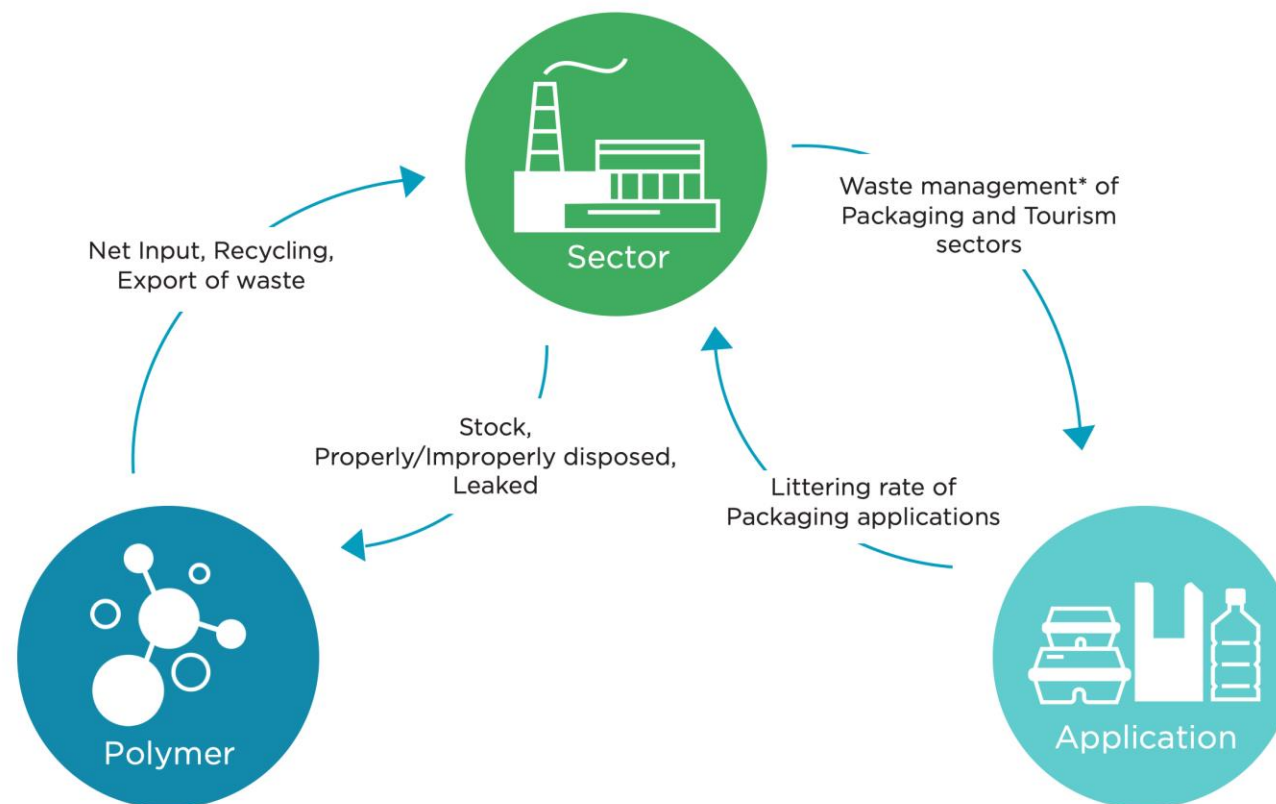 Sector
Waste management* of
Packaging and Tourism
sectors
Net Input, Recycling,
Export of waste
Stock,
Properly/Improperly disposed,
Leaked
Littering rate of
Packaging applications
Polymer
Application